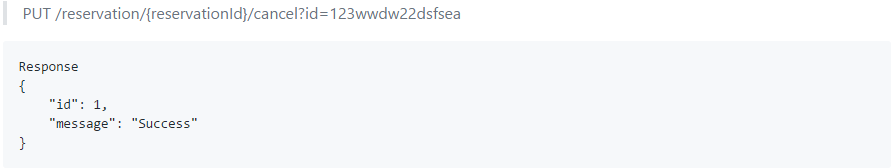 PUT /reservation/{reservationId}/cancel?id=123wwdw22dsfsea
Response
{
    "id": 1,
    "message": "Success"
}